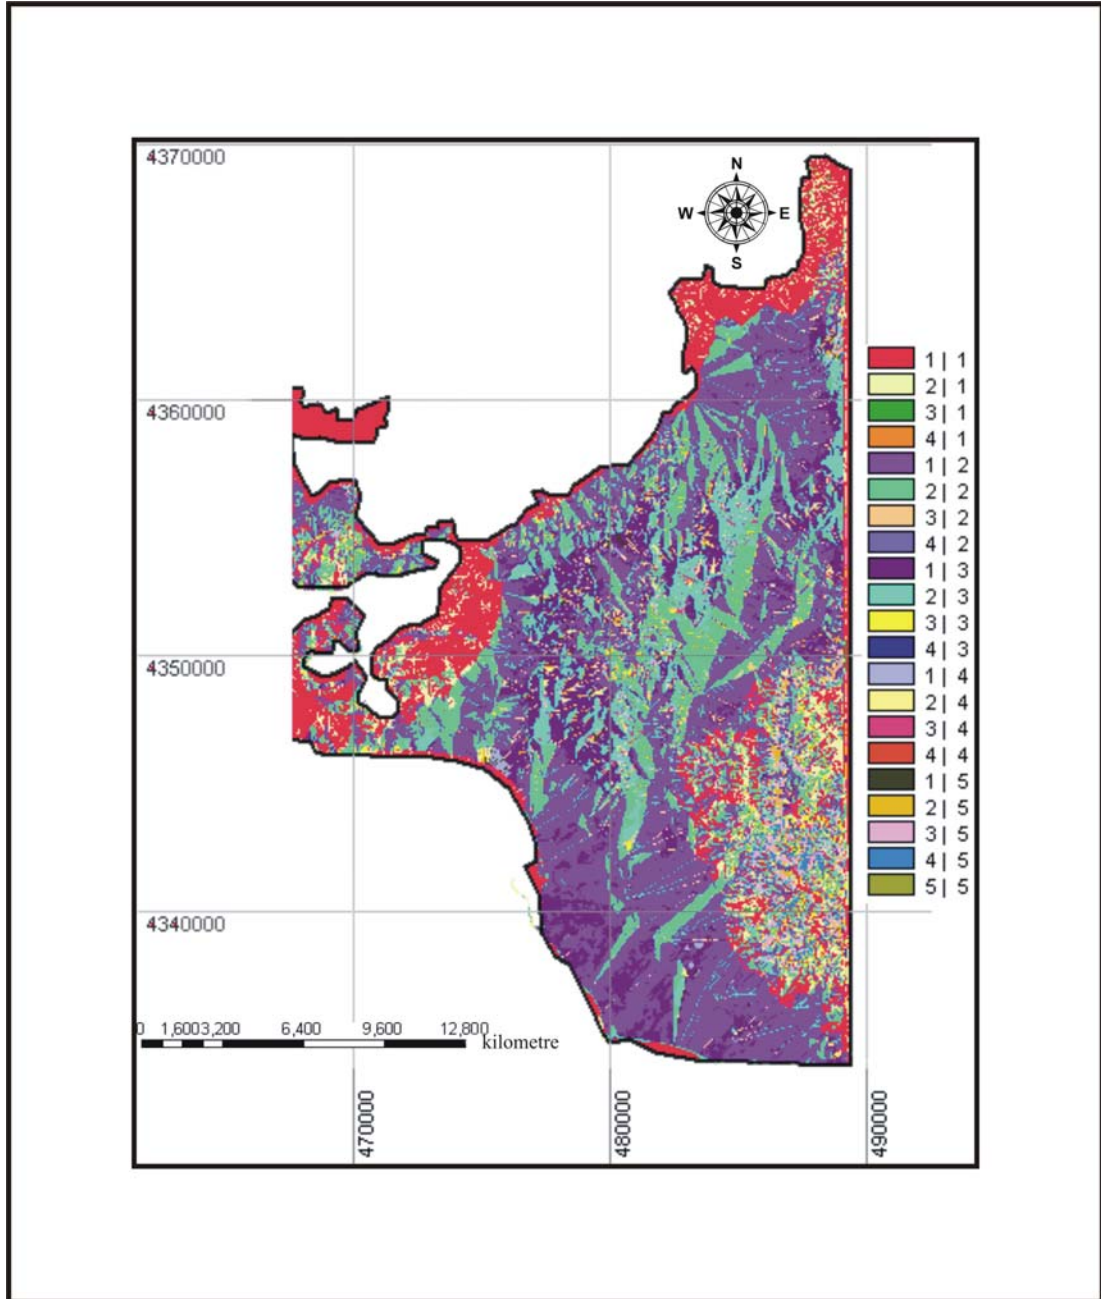 4370000
N
W E
S
4360000
4350000
4340000
1 | 1
2 | 1
3 | 1
4 | 1
1 | 2
2 | 2
3 | 2
4 | 2
1 | 3
2 | 3
3 | 3
4 | 3
1 | 4
2 | 4
3 | 4
4 | 4
1 | 5
2 | 5
3 | 5
4 | 5
5 | 5
0 1,600 3,200 6,400 9,600 12,800
kilometre
470000
480000
490000